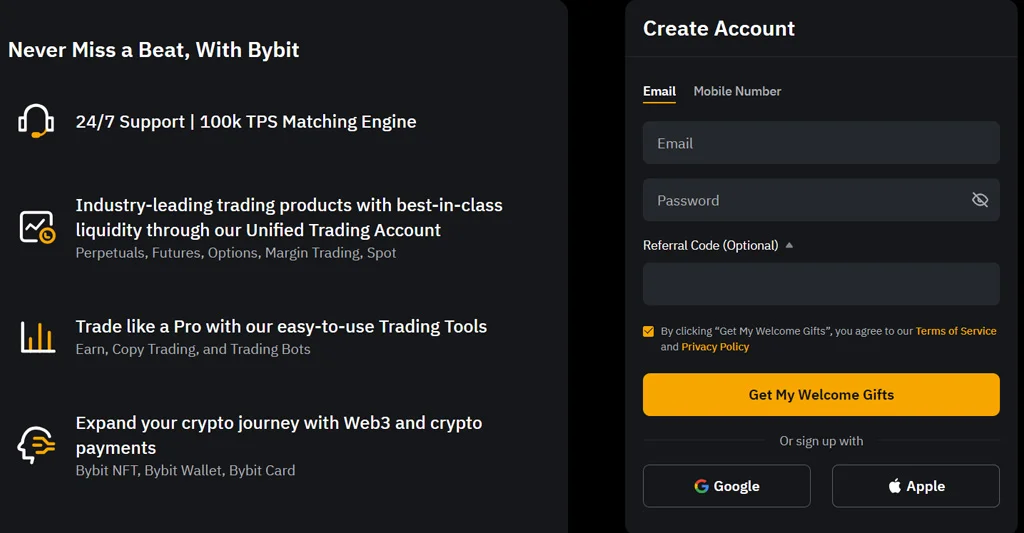 Never Miss a Beat, With Bybit
24/7 Support | 100k TPS Matching Engine
Industry-leading trading products with best-in-class
liquidity through our Unified Trading Account
Perpetuals, Futures, Options, Margin Trading, Spot
Trade like a Pro with our easy-to-use Trading Tools
Earn, Copy Trading, and Trading Bots
Expand your crypto journey with Web3 and crypto
payments
Bybit NFT, Bybit Wallet, Bybit Card
Create Account
Email Mobile Number
Email
Password
Referral Code (Optional)
By clicking “Get My Welcome Gifts”, you agree to our Terms of Service
and Privacy Policy
Get My Welcome Gifts
Or sign up with
Google Apple